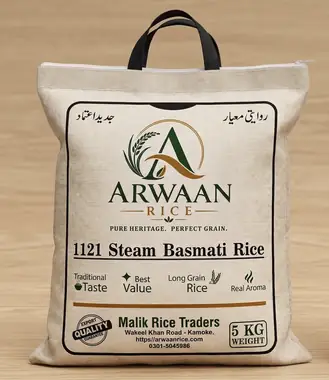 روایتی معیار
جدید اعتماد
ARWAAN
RICE
PURE HERITAGE. PERFECT GRAIN.
1121 Steam Basmati Rice
Traditional Taste
Best Value
Long Grain Rice
Real Aroma
EXPORT
QUALITY
Malik Rice Traders
Wakeel Khan Road - Kamoke.
https//arwaanrice.com
0301-5045986
5 KG
WEIGHT